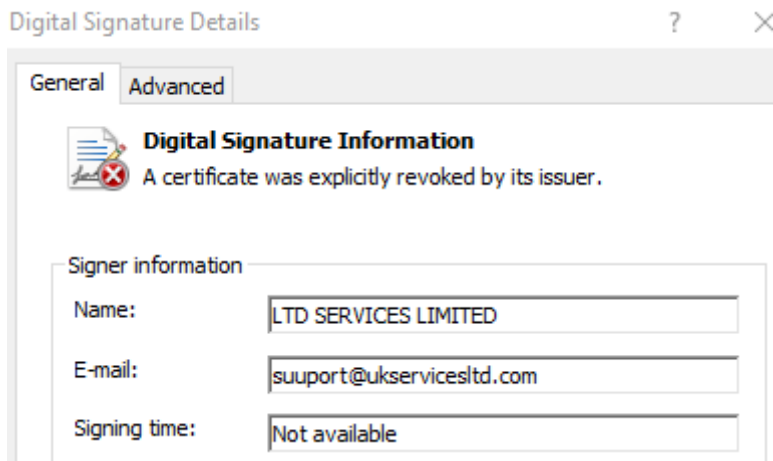 Digital Signature Details ? ×
General Advanced
Digital Signature Information
A certificate was explicitly revoked by its issuer.
Signer information
Name: LTD SERVICES LIMITED
E-mail: suuport@ukservicesltd.com
Signing time: Not available